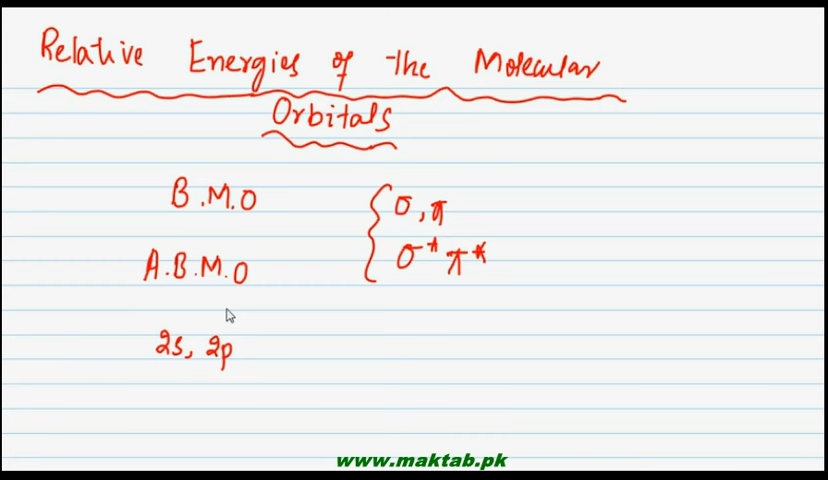 Relative Energies of the Molecular
Orbitals
B.M.O σ, π
A.B.M.O σ* π*
2s, 2p
www.maktab.pk